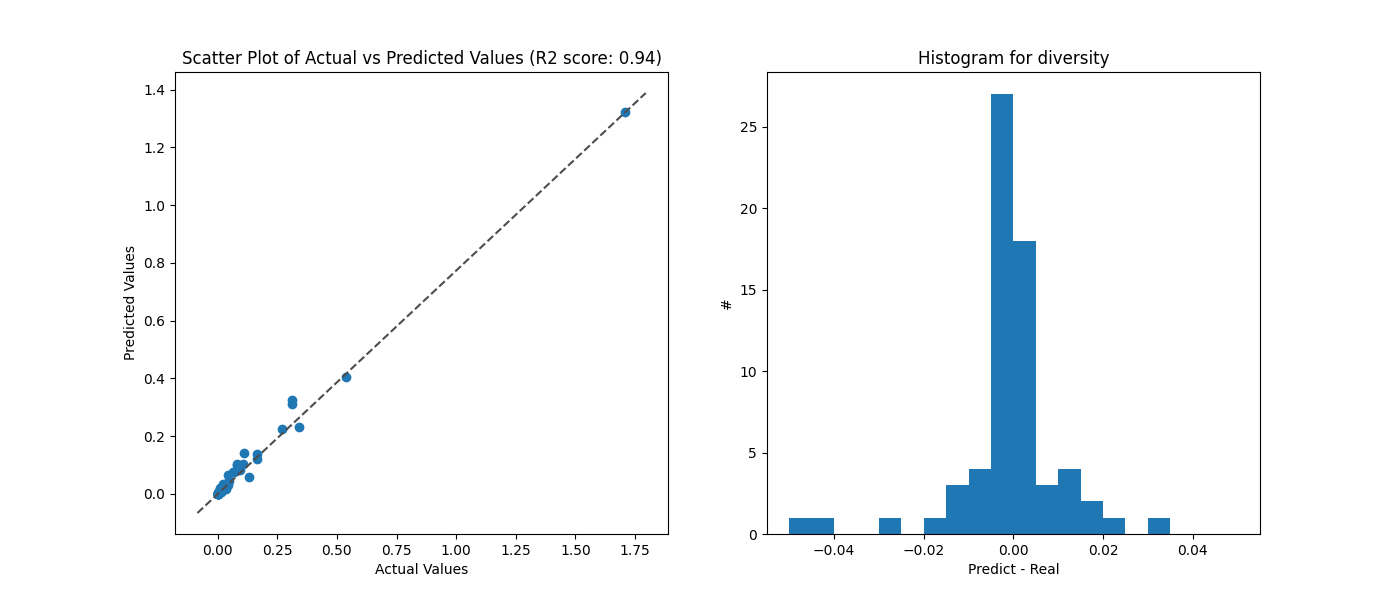 Scatter Plot of Actual vs Predicted Values (R2 score: 0.94)
1.4
1.2
1.0
0.8
0.6
0.4
0.2
0.0
Predicted Values
0.00 0.25 0.50 0.75 1.00 1.25 1.50 1.75
Actual Values
Histogram for diversity
25
20
15
10
5
0
#
−0.04 −0.02 0.00 0.02 0.04
Predict - Real